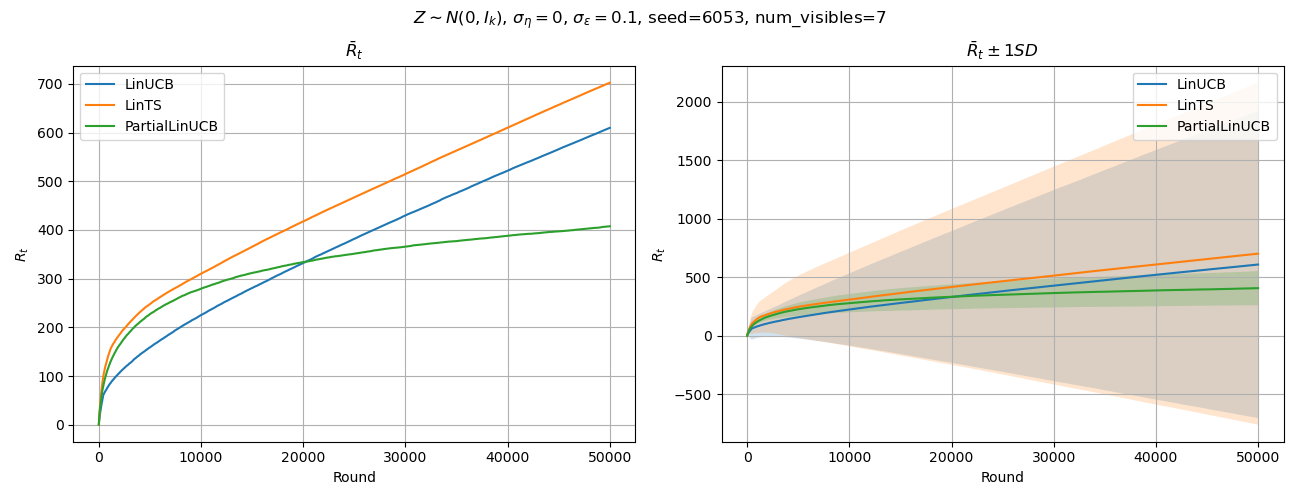 Z ~ N(0, I_k), σ_η = 0, σ_ε = 0.1, seed=6053, num_visibles=7
R̄_t
LinUCB
LinTS
PartialLinUCB
700
600
500
400
300
200
100
0
R_t
0 10000 20000 30000 40000 50000
Round
R̄_t ± 1SD
LinUCB
LinTS
PartialLinUCB
2000
1500
1000
500
0
−500
R_t
0 10000 20000 30000 40000 50000
Round